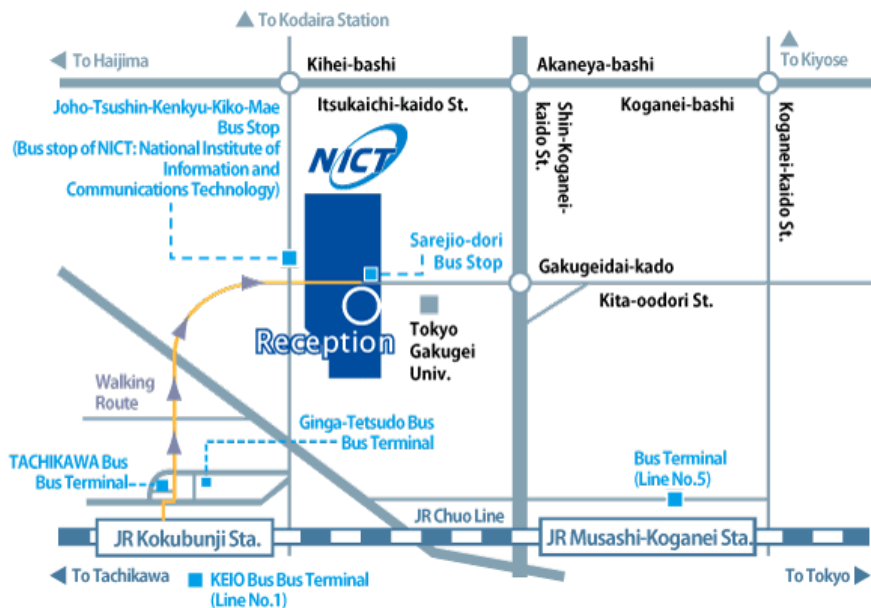 To Kodaira Station
To Haijima
Kihei-bashi
Akaneya-bashi
To Kiyose
Joho-Tsushin-Kenkyu-Kiko-Mae
Bus Stop
(Bus stop of NICT: National Institute of
Information and
Communications Technology)
Itsukaichi-kaido St.
Koganei-bashi
Shin-Koganei-
kaido St.
Koganei-kaido St.
NICT
Sarejio-dori
Bus Stop
Gakugeidai-kado
Kita-oodori St.
Reception
Tokyo
Gakugei
Univ.
Walking
Route
Ginga-Tetsudo Bus
Bus Terminal
TACHIKAWA Bus
Bus Terminal
Bus Terminal
(Line No.5)
JR Chuo Line
JR Kokubunji Sta.
JR Musashi-Koganei Sta.
To Tachikawa
KEIO Bus Bus Terminal
(Line No.1)
To Tokyo